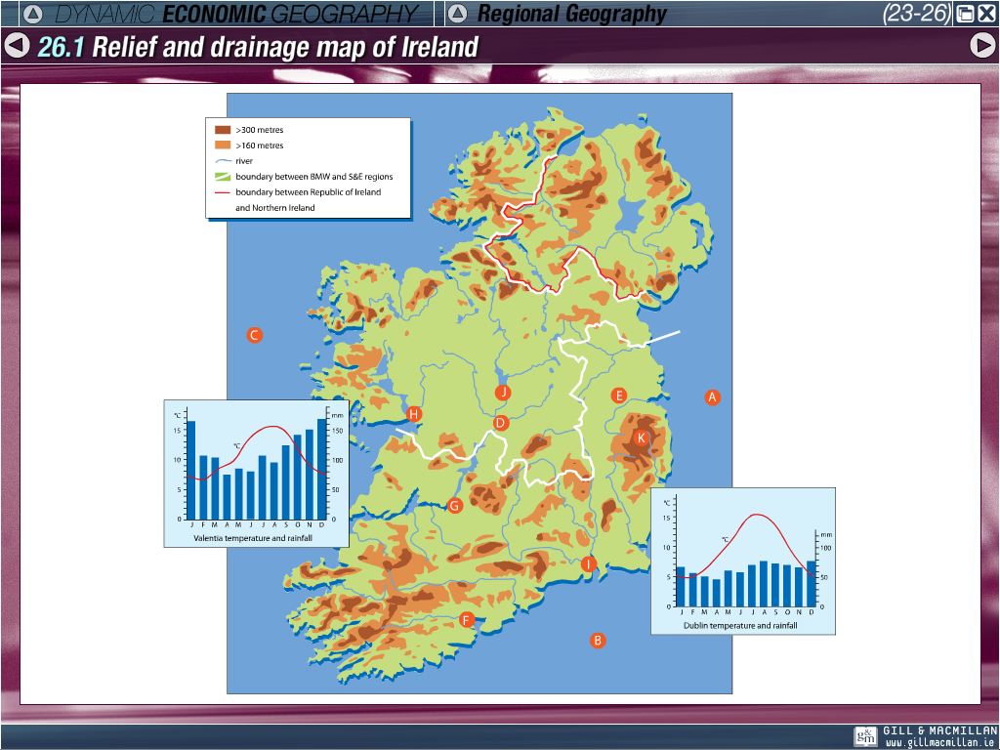 DYNAMIC ECONOMIC GEOGRAPHY
Regional Geography
(23-26)
26.1 Relief and drainage map of Ireland
>300 metres
>160 metres
river
boundary between BMW and S&E regions
boundary between Republic of Ireland
and Northern Ireland
C
J
E
A
H
D
K
G
I
F
B
°C
mm
15
150
°C
10
100
5
50
0
0
J F M A M J J A S O N D
Valentia temperature and rainfall
°C
15
°C
mm
10
100
5
50
0
0
J F M A M J J A S O N D
Dublin temperature and rainfall
g&m
GILL & MACMILLAN
www.gillmacmillan.ie